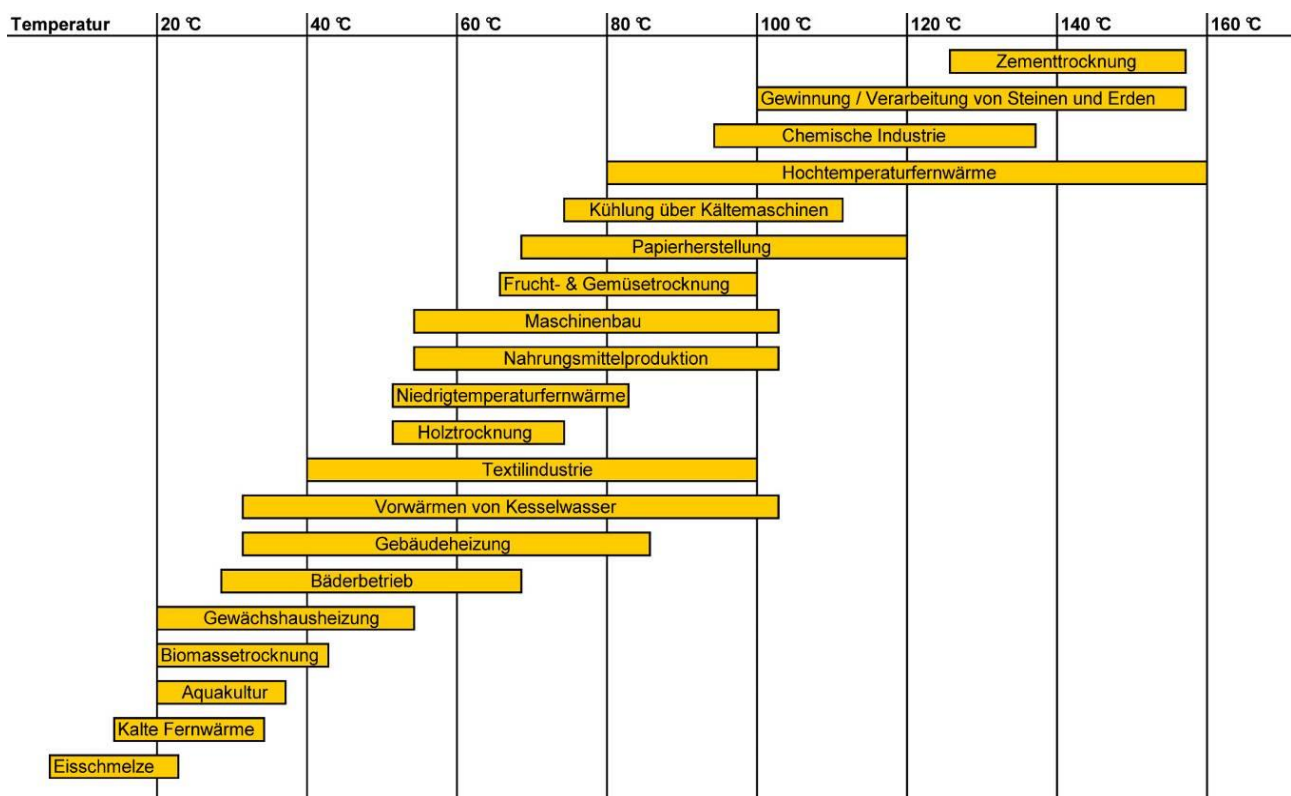 Temperatur 20 °C 40 °C 60 °C 80 °C 100 °C 120 °C 140 °C 160 °C
Zementtrocknung
Gewinnung / Verarbeitung von Steinen und Erden
Chemische Industrie
Hochtemperaturfernwärme
Kühlung über Kältemaschinen
Papierherstellung
Frucht- & Gemüsetrocknung
Maschinenbau
Nahrungsmittelproduktion
Niedrigtemperaturfernwärme
Holztrocknung
Textilindustrie
Vorwärmen von Kesselwasser
Gebäudeheizung
Bäderbetrieb
Gewächshausheizung
Biomassetrocknung
Aquakultur
Kalte Fernwärme
Eisschmelze